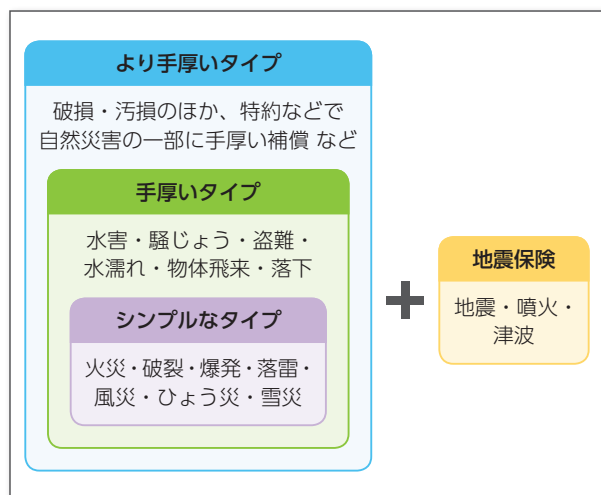 より手厚いタイプ
破損・汚損のほか、特約などで
自然災害の一部に手厚い補償 など
手厚いタイプ
水害・騒じょう・盗難・
水濡れ・物体飛来・落下
シンプルなタイプ
火災・破裂・爆発・落雷・
風災・ひょう災・雪災
+
地震保険
地震・噴火・
津波